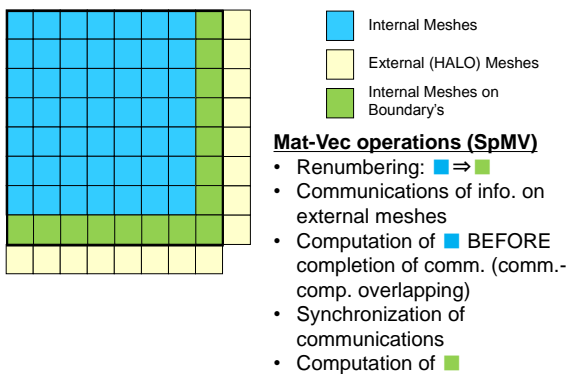 Internal Meshes
External (HALO) Meshes
Internal Meshes on
Boundary's
Mat-Vec operations (SpMV)
• Renumbering: ■⇒■
• Communications of info. on
external meshes
• Computation of ■ BEFORE
completion of comm. (comm.-
comp. overlapping)
• Synchronization of
communications
• Computation of ■